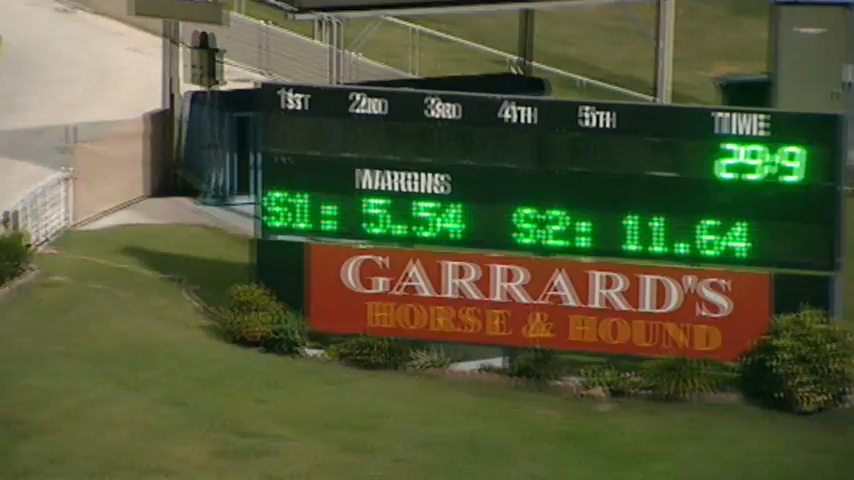 1ST 2ND 3RD 4TH 5TH TIME
29:9
MARGINS
S1: 5.54 S2: 11.64
GARRARD'S
HORSE & HOUND